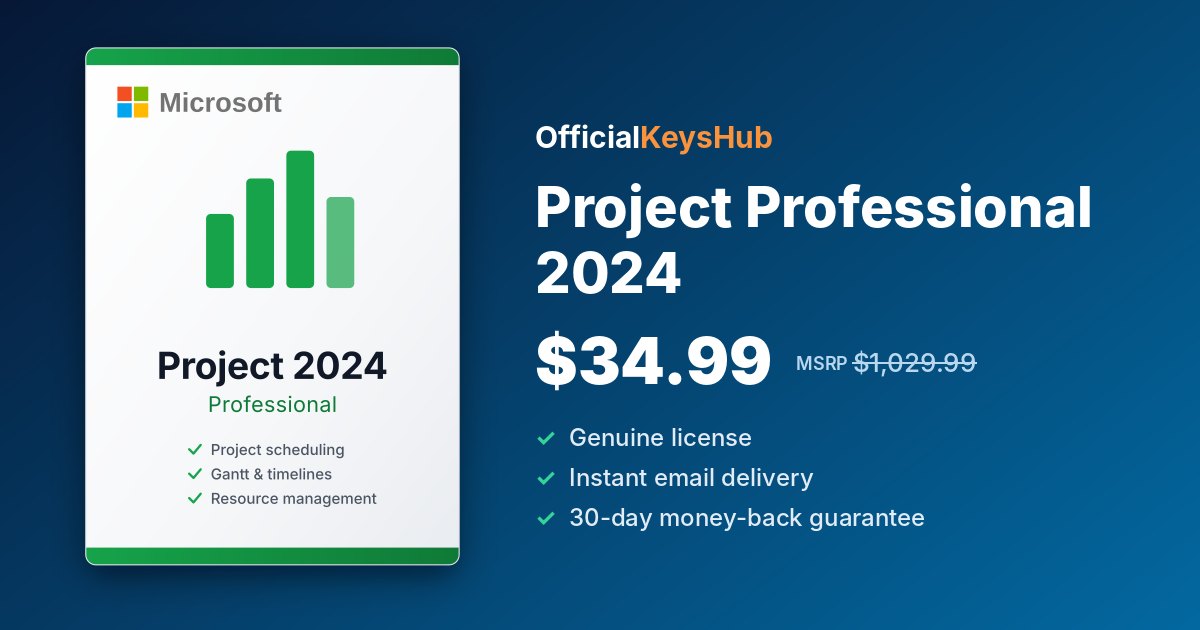 Microsoft
Project 2024
Professional
Project scheduling
Gantt & timelines
Resource management
OfficialKeysHub
Project Professional
2024
$34.99 MSRP $1,029.99
Genuine license
Instant email delivery
30-day money-back guarantee